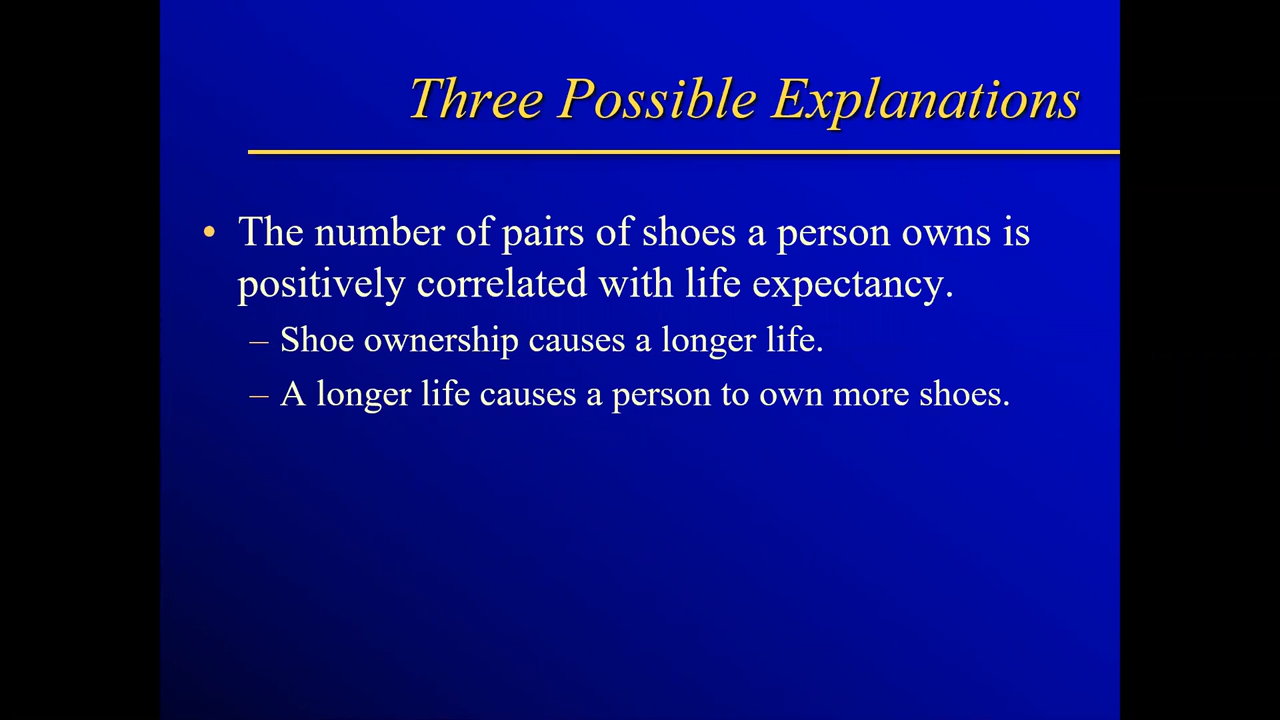 Three Possible Explanations
• The number of pairs of shoes a person owns is
positively correlated with life expectancy.
– Shoe ownership causes a longer life.
– A longer life causes a person to own more shoes.